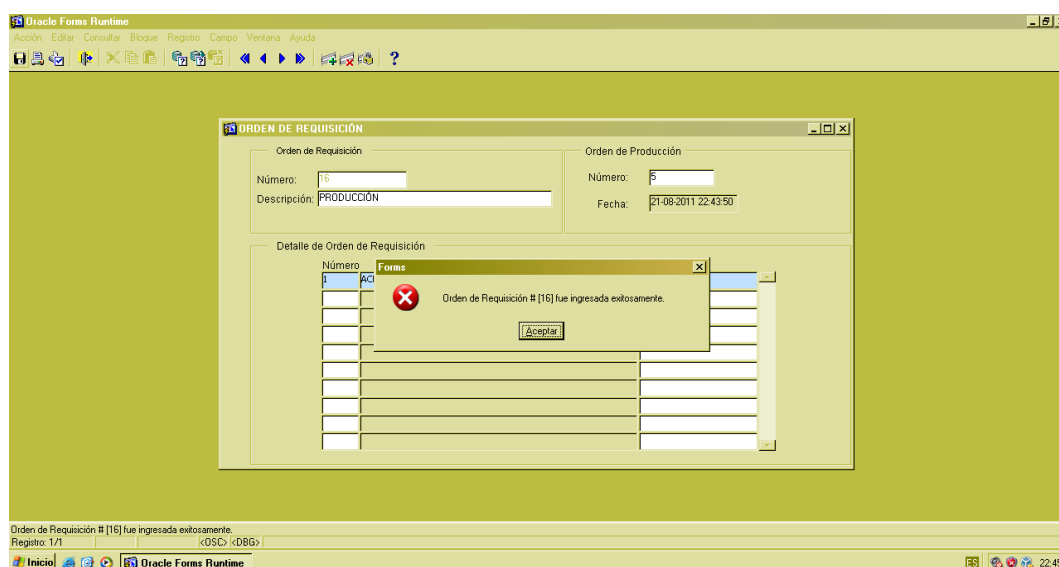 Oracle Forms Runtime
Acción Editar Consultar Bloque Registro Campo Ventana Ayuda
ORDEN DE REQUISICIÓN
Orden de Requisición
Orden de Producción
Número: 16
Número: 5
Descripción: PRODUCCIÓN
Fecha: 21-08-2011 22:43:50
Detalle de Orden de Requisición
Número
1
Forms
Orden de Requisición # [16] fue ingresada exitosamente.
Aceptar
Orden de Requisición # [16] fue ingresada exitosamente.
Registro: 1/1 <OSC> <DBG>
Inicio Oracle Forms Runtime ES